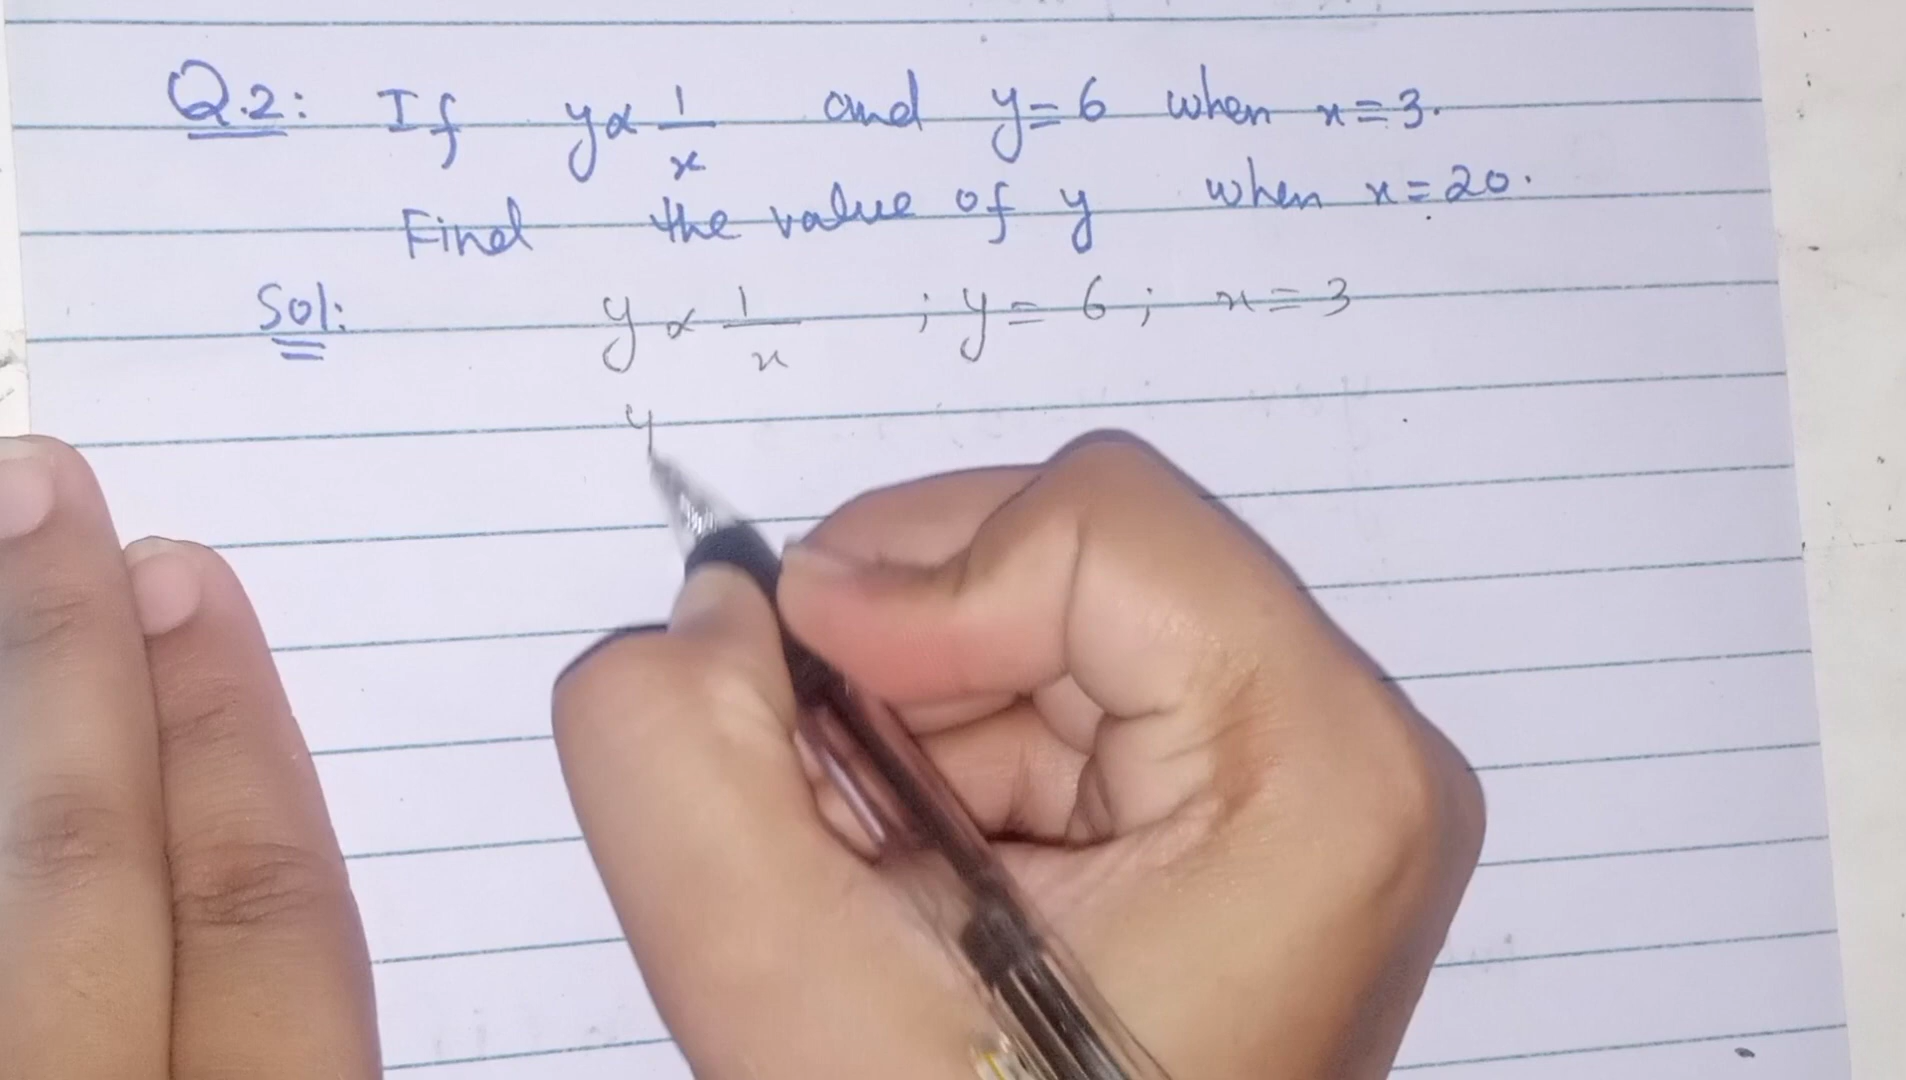 Q.2: If y ∝ 1/x and y = 6 when x = 3.
Find the value of y when x = 20.
Sol: y ∝ 1/x ; y = 6 ; x = 3
y